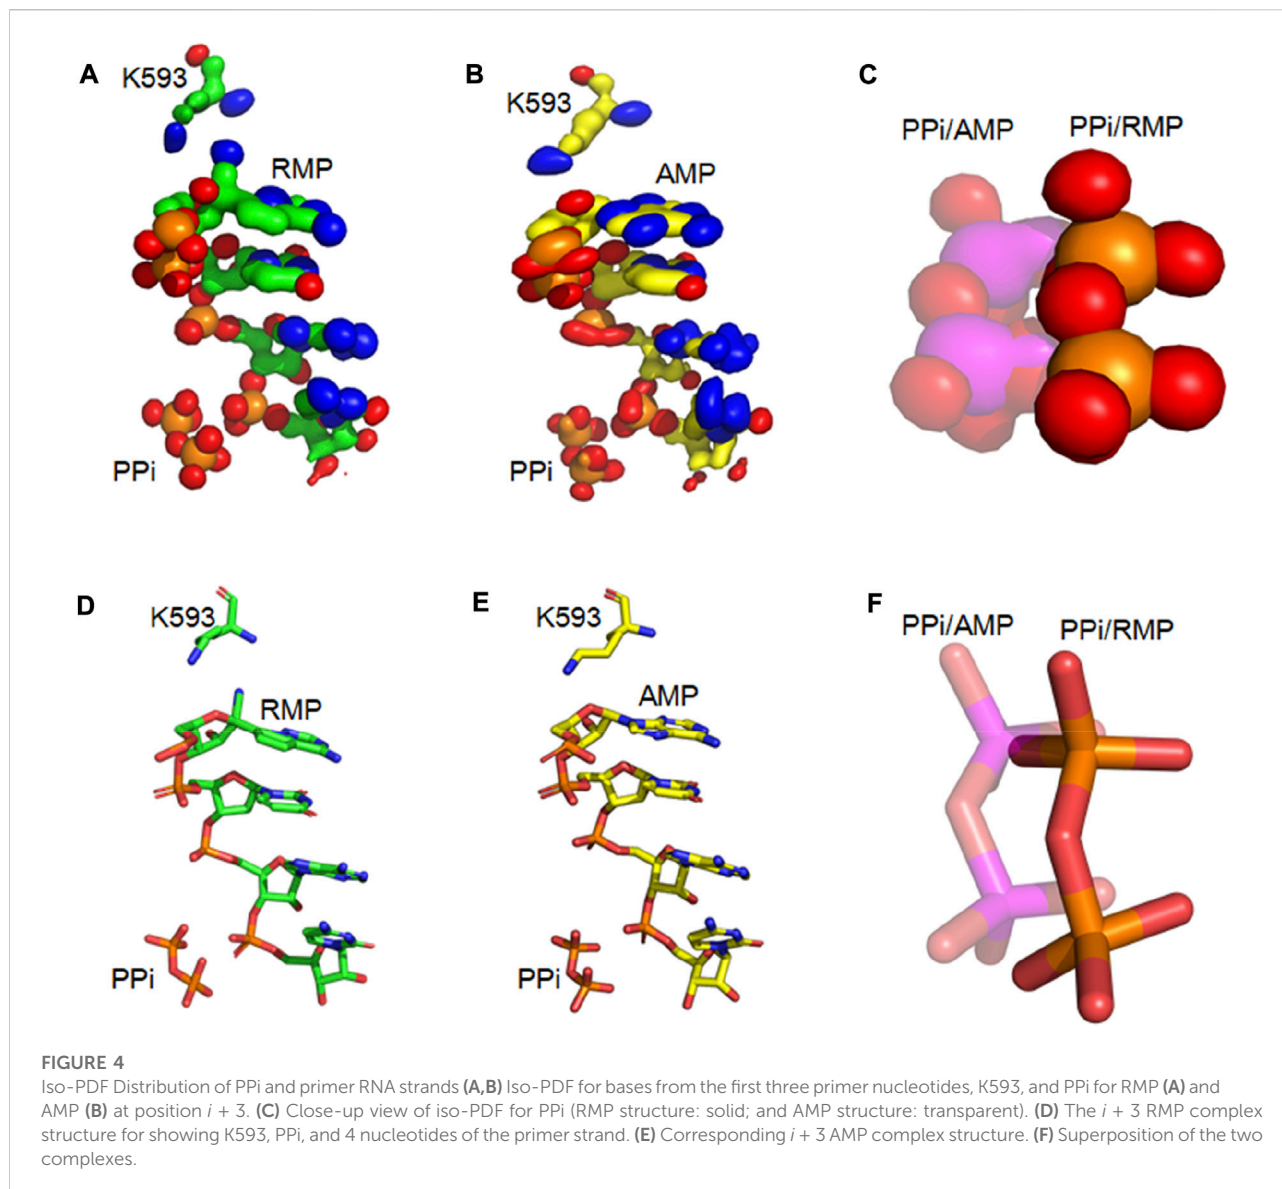 A
K593
RMP
PPi
B
K593
AMP
PPi
C
PPi/AMP
PPi/RMP
D
K593
RMP
PPi
E
K593
AMP
PPi
F
PPi/AMP
PPi/RMP
FIGURE 4
Iso-PDF Distribution of PPi and primer RNA strands (A,B) Iso-PDF for bases from the first three primer nucleotides, K593, and PPi for RMP (A) and
AMP (B) at position i + 3. (C) Close-up view of iso-PDF for PPi (RMP structure: solid; and AMP structure: transparent). (D) The i + 3 RMP complex
structure for showing K593, PPi, and 4 nucleotides of the primer strand. (E) Corresponding i + 3 AMP complex structure. (F) Superposition of the two
complexes.